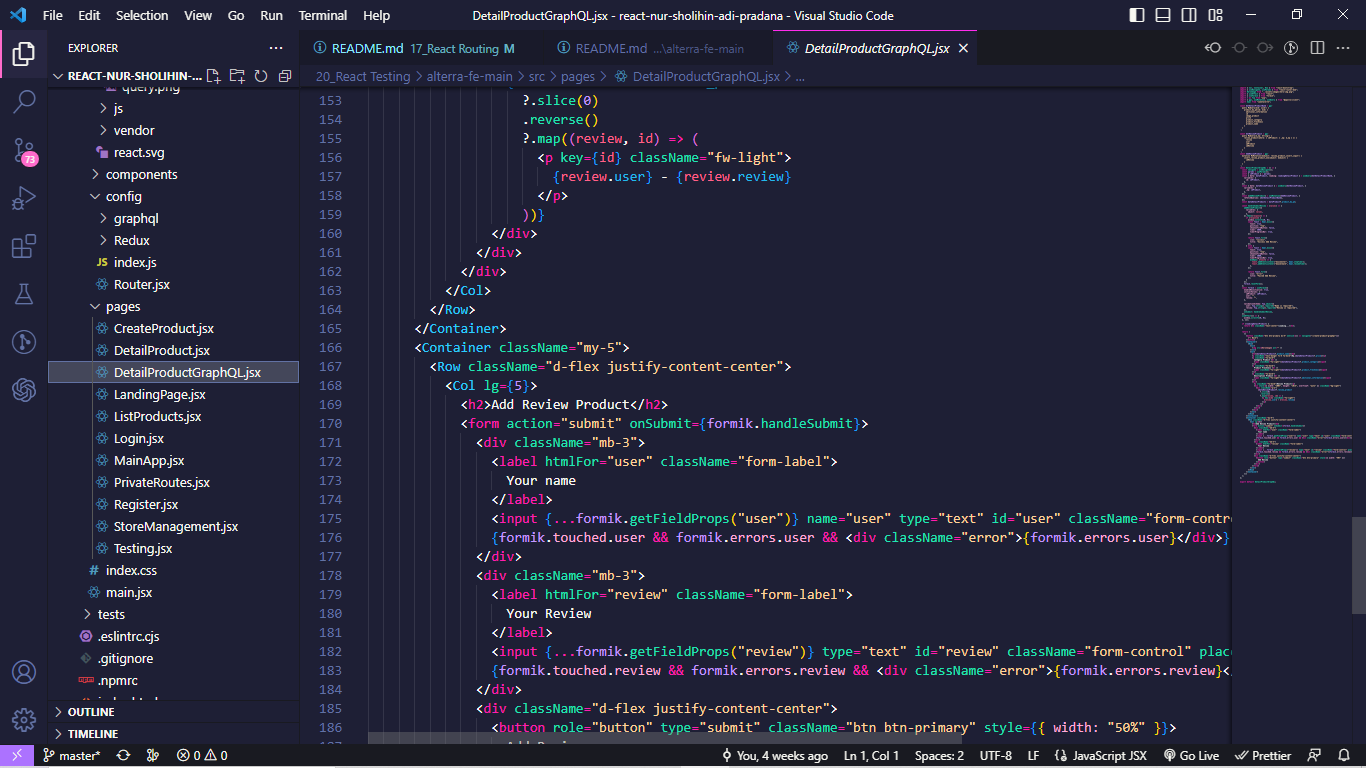 File Edit Selection View Go Run Terminal Help
DetailProductGraphQL.jsx - react-nur-sholihin-adi-pradana - Visual Studio Code
EXPLORER
REACT-NUR-SHOLIHIN-...
query.png
js
vendor
react.svg
components
config
graphql
Redux
JS index.js
Router.jsx
pages
CreateProduct.jsx
DetailProduct.jsx
DetailProductGraphQL.jsx
LandingPage.jsx
ListProducts.jsx
Login.jsx
MainApp.jsx
PrivateRoutes.jsx
Register.jsx
StoreManagement.jsx
Testing.jsx
# index.css
main.jsx
tests
.eslintrc.cjs
.gitignore
.npmrc
OUTLINE
TIMELINE
73
README.md 17_React Routing M
README.md ...\alterra-fe-main
DetailProductGraphQL.jsx
20_React Testing > alterra-fe-main > src > pages > DetailProductGraphQL.jsx > ...
153 ?.slice(0)
154 .reverse()
155 ?.map((review, id) => (
156 <p key={id} className="fw-light">
157 {review.user} - {review.review}
158 </p>
159 ))}
160 </div>
161 </div>
162 </div>
163 </Col>
164 </Row>
165 </Container>
166 <Container className="my-5">
167 <Row className="d-flex justify-content-center">
168 <Col lg={5}>
169 <h2>Add Review Product</h2>
170 <form action="submit" onSubmit={formik.handleSubmit}>
171 <div className="mb-3">
172 <label htmlFor="user" className="form-label">
173 Your name
174 </label>
175 <input {...formik.getFieldProps("user")} name="user" type="text" id="user" className="form-contro
176 {formik.touched.user && formik.errors.user && <div className="error">{formik.errors.user}</div>}
177 </div>
178 <div className="mb-3">
179 <label htmlFor="review" className="form-label">
180 Your Review
181 </label>
182 <input {...formik.getFieldProps("review")} type="text" id="review" className="form-control" plac
183 {formik.touched.review && formik.errors.review && <div className="error">{formik.errors.review}<
184 </div>
185 <div className="d-flex justify-content-center">
186 <button role="button" type="submit" className="btn btn-primary" style={{ width: "50%" }}>
master* 0 0
You, 4 weeks ago Ln 1, Col 1 Spaces: 2 UTF-8 LF JavaScript JSX Go Live Prettier